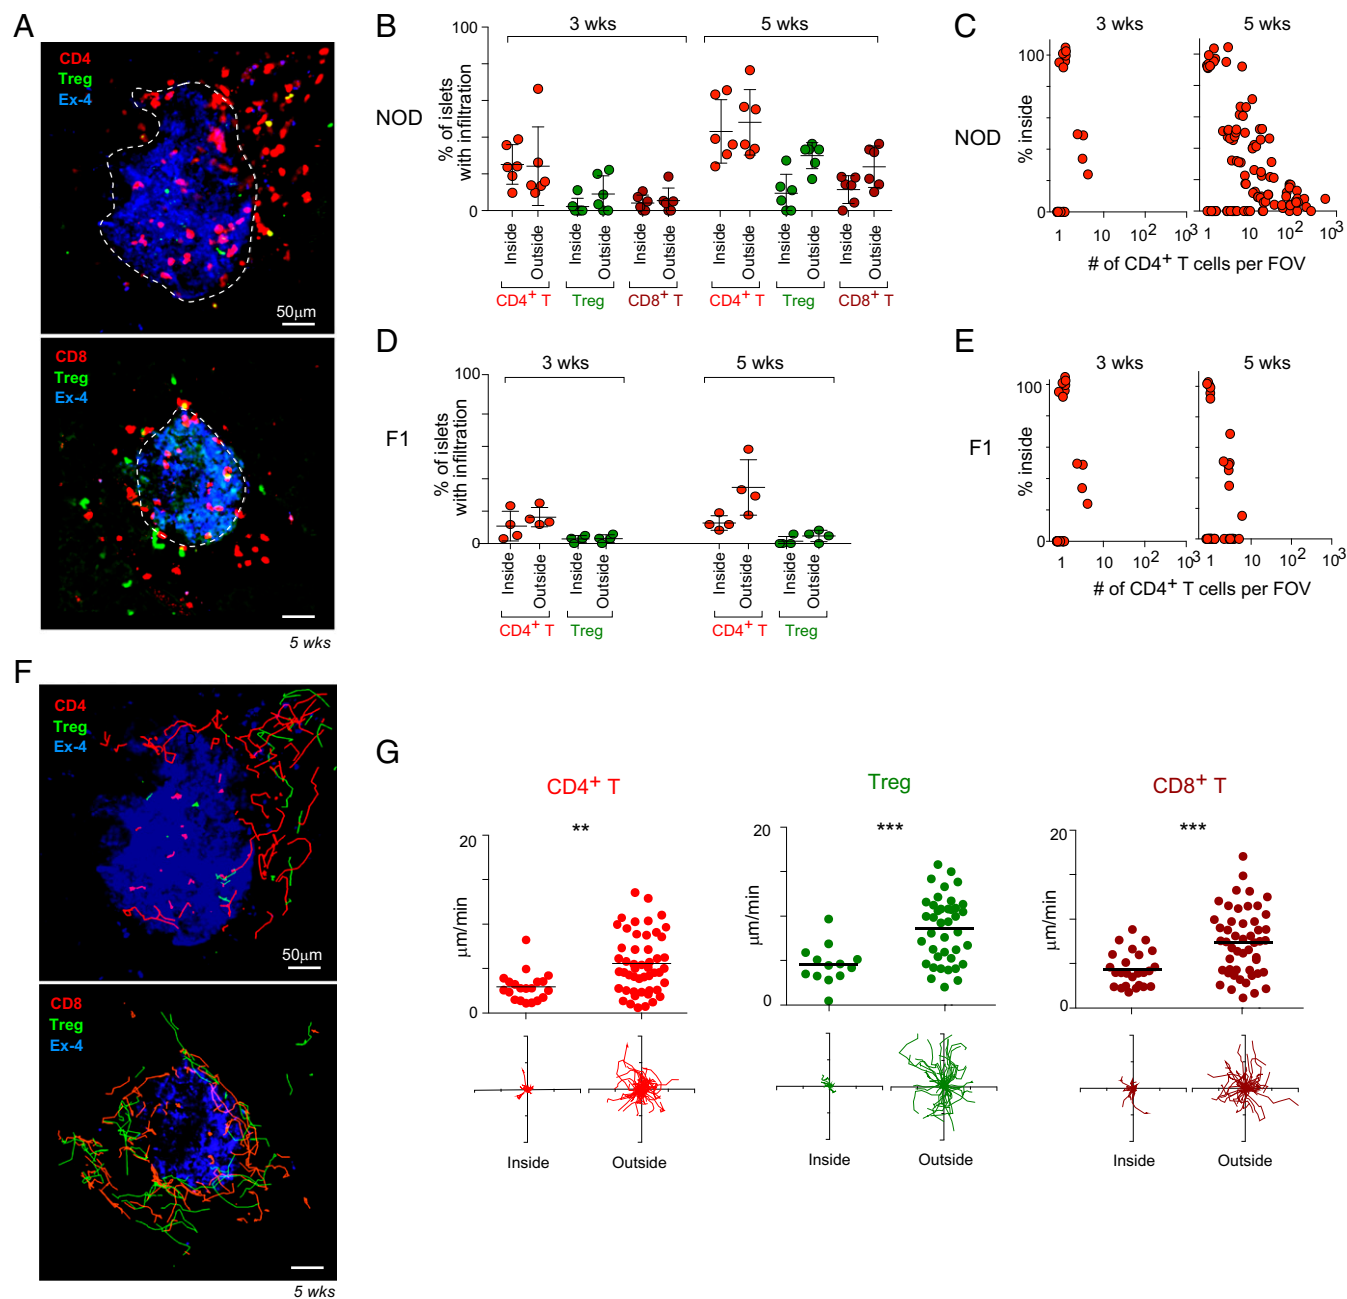 A
CD4
Treg
Ex-4
50µm
CD8
Treg
Ex-4
5 wks
B
NOD
% of islets
with infiltration
100
0
3 wks
5 wks
Inside
Outside
Inside
Outside
Inside
Outside
Inside
Outside
Inside
Outside
Inside
Outside
CD4⁺ T
Treg
CD8⁺ T
CD4⁺ T
Treg
CD8⁺ T
C
NOD
% inside
3 wks
5 wks
100
0
1
10
10²
10³
1
10
10²
10³
# of CD4⁺ T cells per FOV
D
F1
% of islets
with infiltration
100
0
3 wks
5 wks
Inside
Outside
Inside
Outside
Inside
Outside
Inside
Outside
CD4⁺ T
Treg
CD4⁺ T
Treg
E
F1
% inside
3 wks
5 wks
100
0
1
10
10²
10³
1
10
10²
10³
# of CD4⁺ T cells per FOV
F
CD4
Treg
Ex-4
50µm
CD8
Treg
Ex-4
5 wks
G
CD4⁺ T
**
20
µm/min
0
Inside
Outside
Treg
***
20
µm/min
0
Inside
Outside
CD8⁺ T
***
20
µm/min
0
Inside
Outside